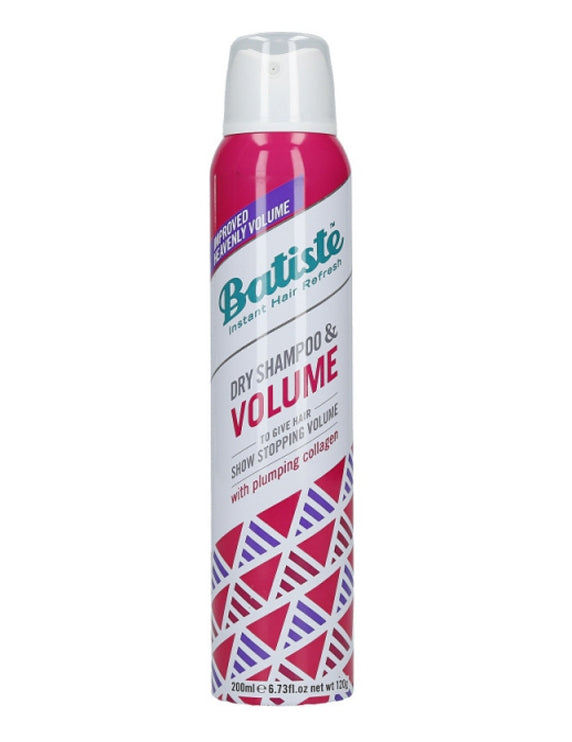 IMPROVED
HEAVENLY VOLUME
Batiste™
Instant Hair Refresh
DRY SHAMPOO &
VOLUME
TO GIVE HAIR
SHOW STOPPING VOLUME
with plumping collagen
200ml ℮ 6.73fl.oz net wt 120g